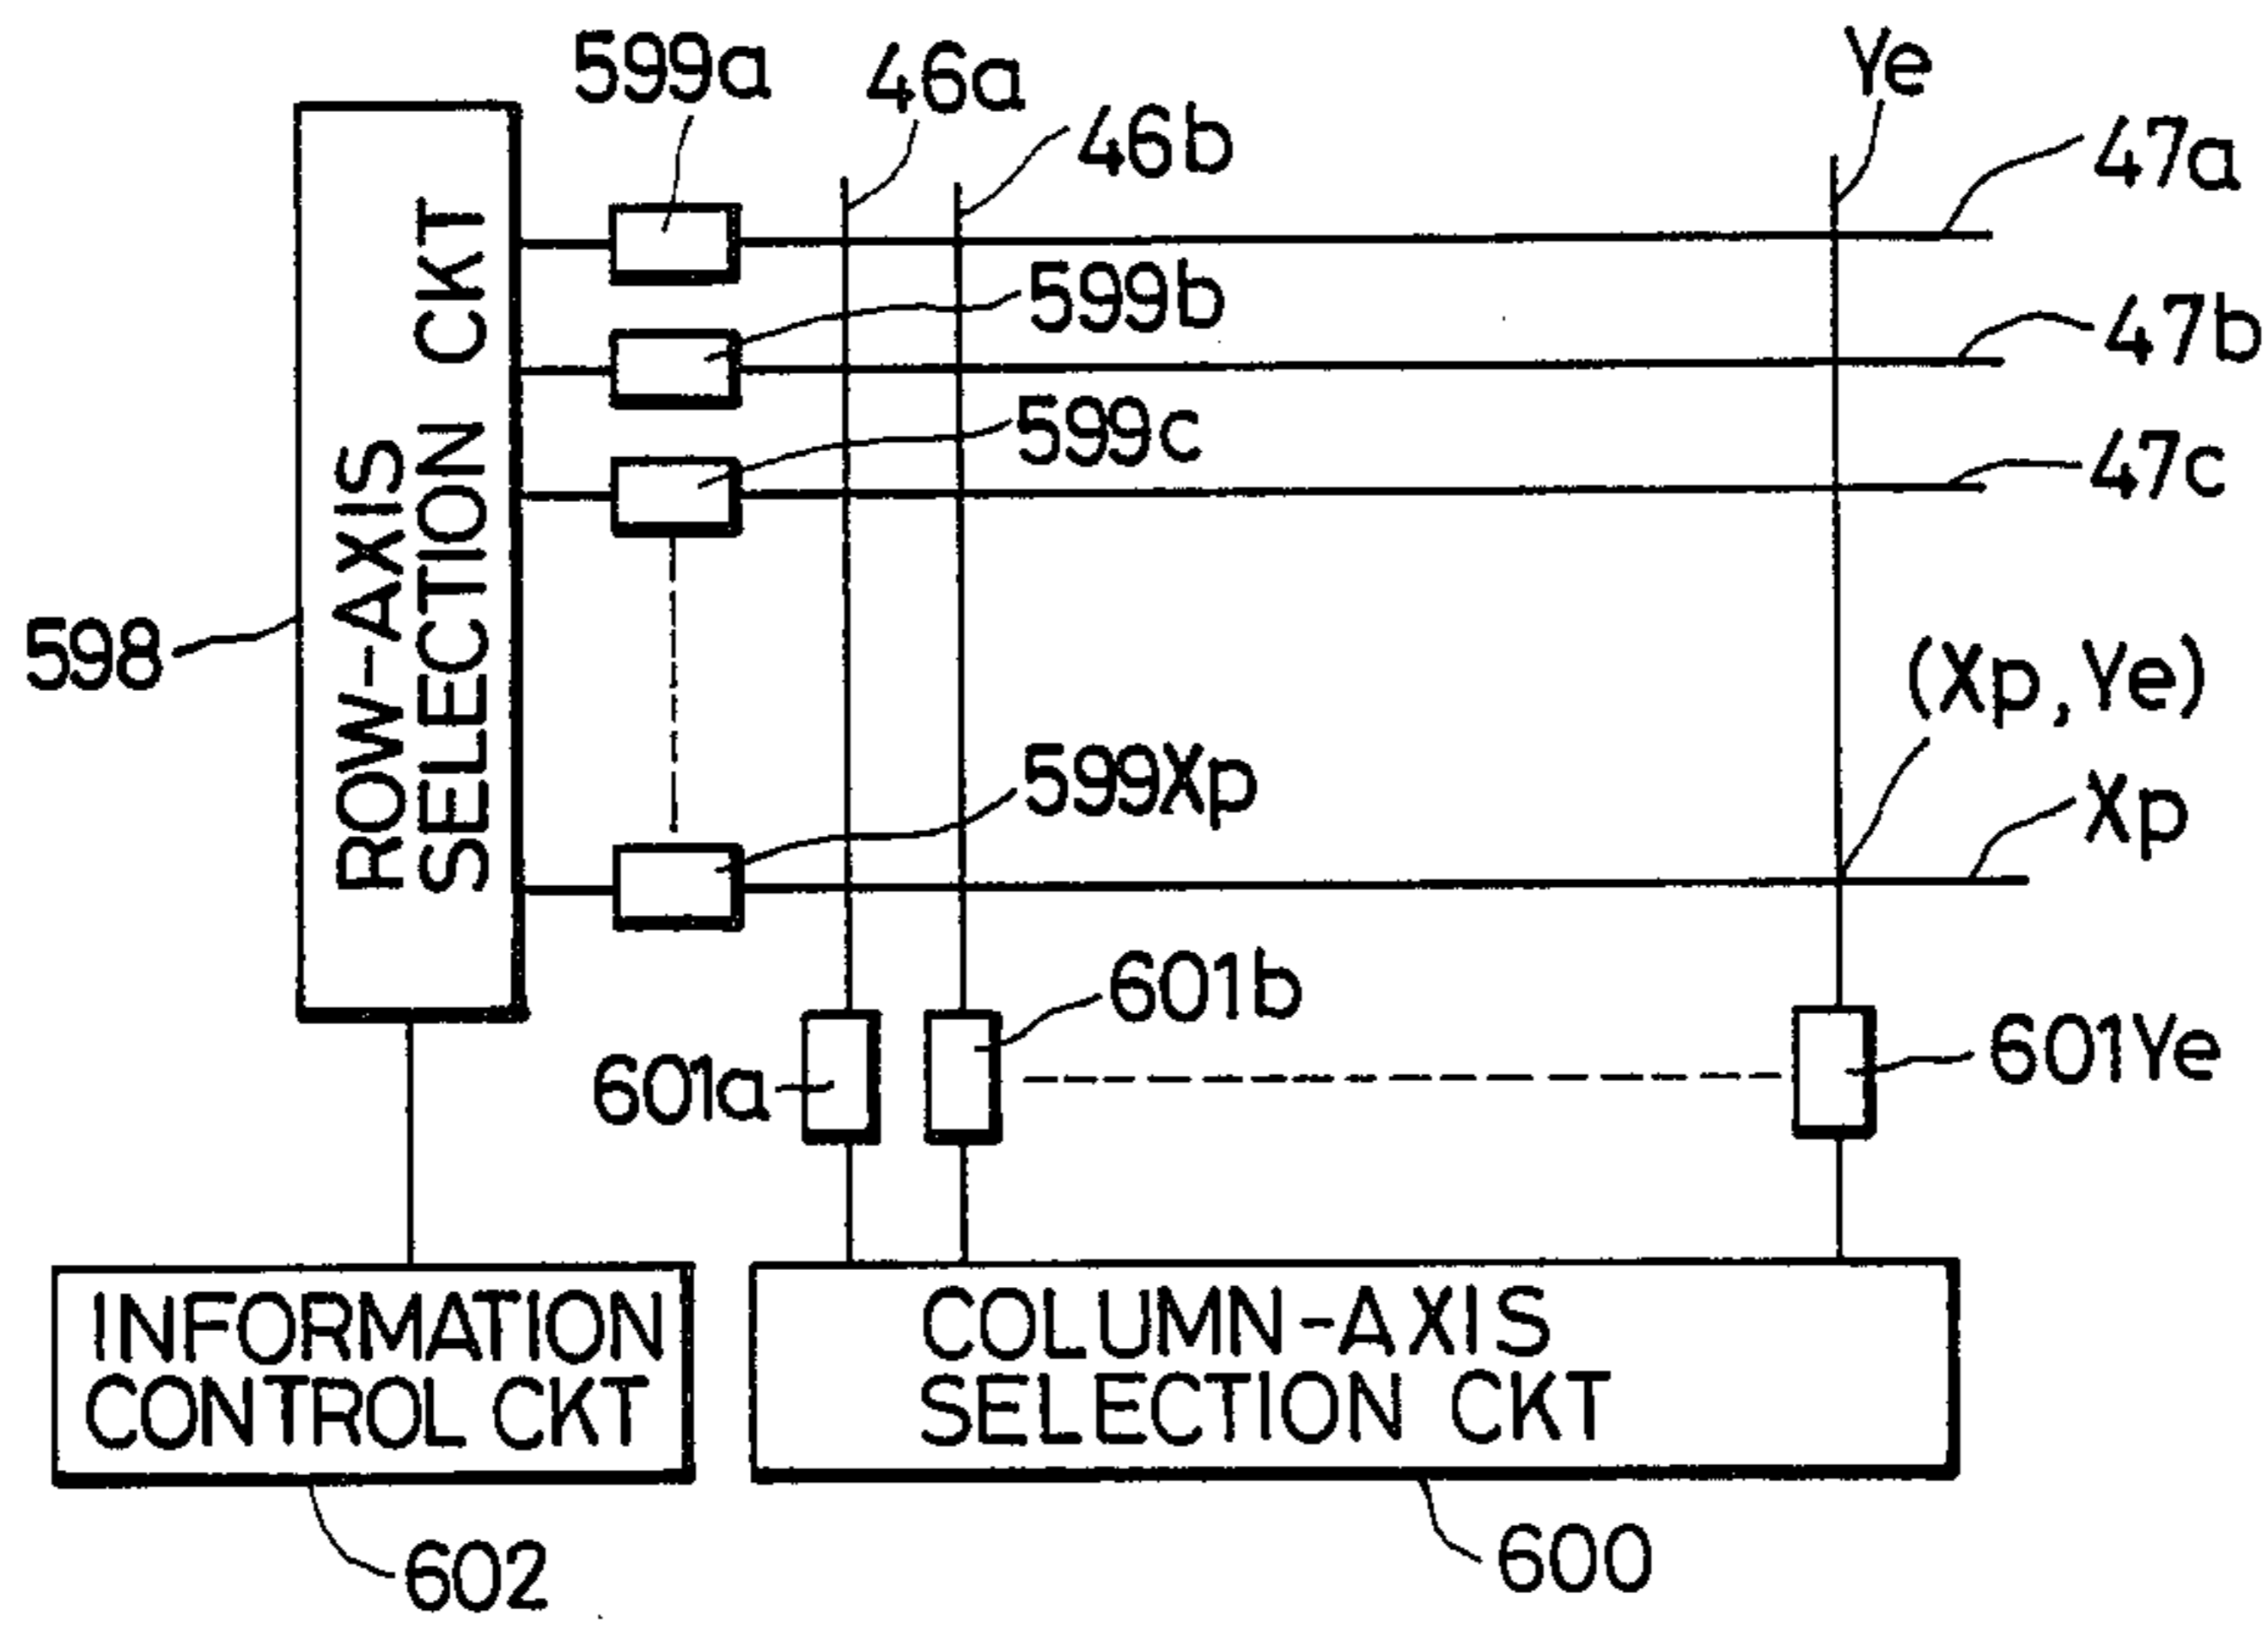 599a
46a
46b
Ye
47a
599b
47b
599c
47c
ROW-AXIS
SELECTION CKT
598
(Xp,Ye)
599Xp
Xp
601b
601a
601Ye
INFORMATION
CONTROL CKT
COLUMN-AXIS
SELECTION CKT
602
600